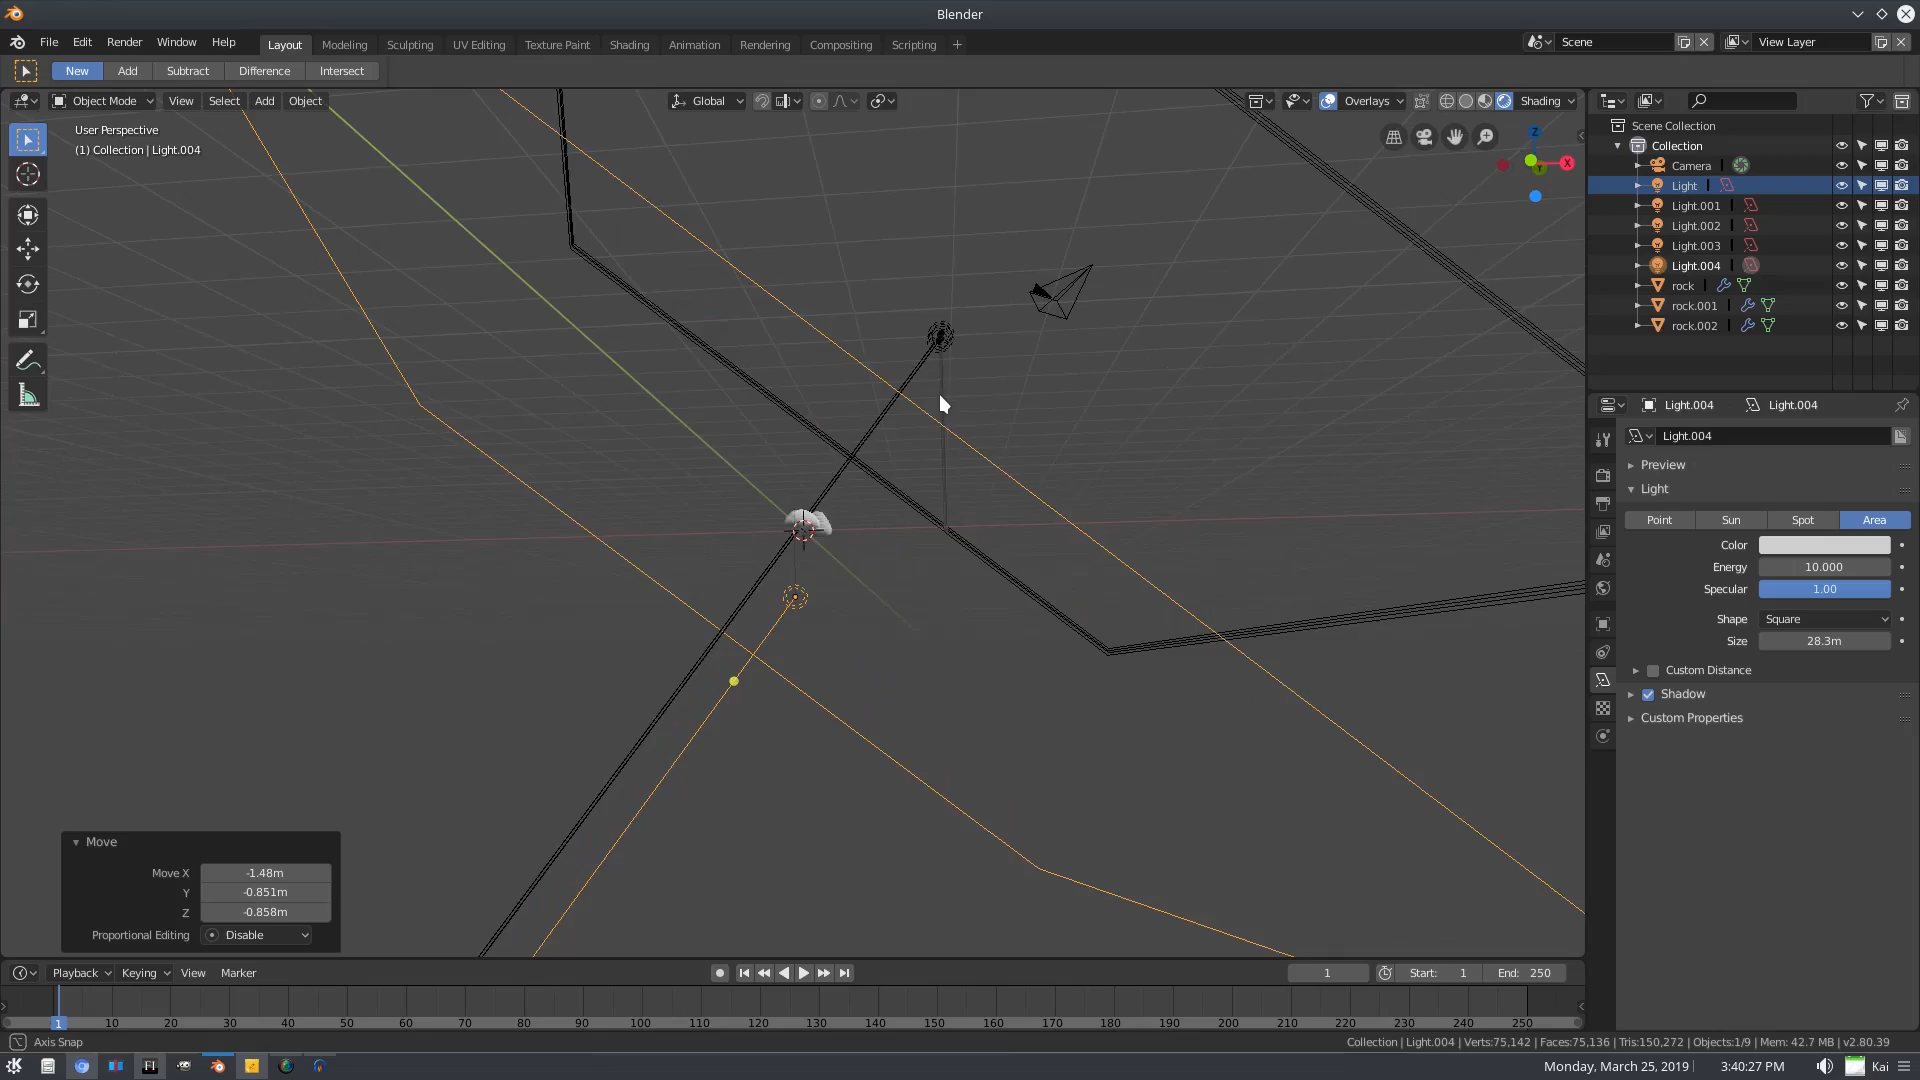 Blender
File Edit Render Window Help Layout Modeling Sculpting UV Editing Texture Paint Shading Animation Rendering Compositing Scripting + Scene View Layer
New Add Subtract Difference Intersect
Object Mode View Select Add Object Global Overlays Shading
User Perspective
(1) Collection | Light.004
Z
X
Y
Scene Collection
Collection
Camera
Light
Light.001
Light.002
Light.003
Light.004
rock
rock.001
rock.002
Light.004 Light.004
Light.004
Preview
Light
Point Sun Spot Area
Color
Energy 10.000
Specular 1.00
Shape Square
Size 28.3m
Custom Distance
Shadow
Custom Properties
Move
Move X -1.48m
Y -0.851m
Z -0.858m
Proportional Editing Disable
Playback Keying View Marker 1 Start: 1 End: 250
1 10 20 30 40 50 60 70 80 90 100 110 120 130 140 150 160 170 180 190 200 210 220 230 240 250
Axis Snap Collection | Light.004 | Verts:75,142 | Faces:75,136 | Tris:150,272 | Objects:1/9 | Mem: 42.7 MB | v2.80.39
Monday, March 25, 2019 3:40:27 PM Kai